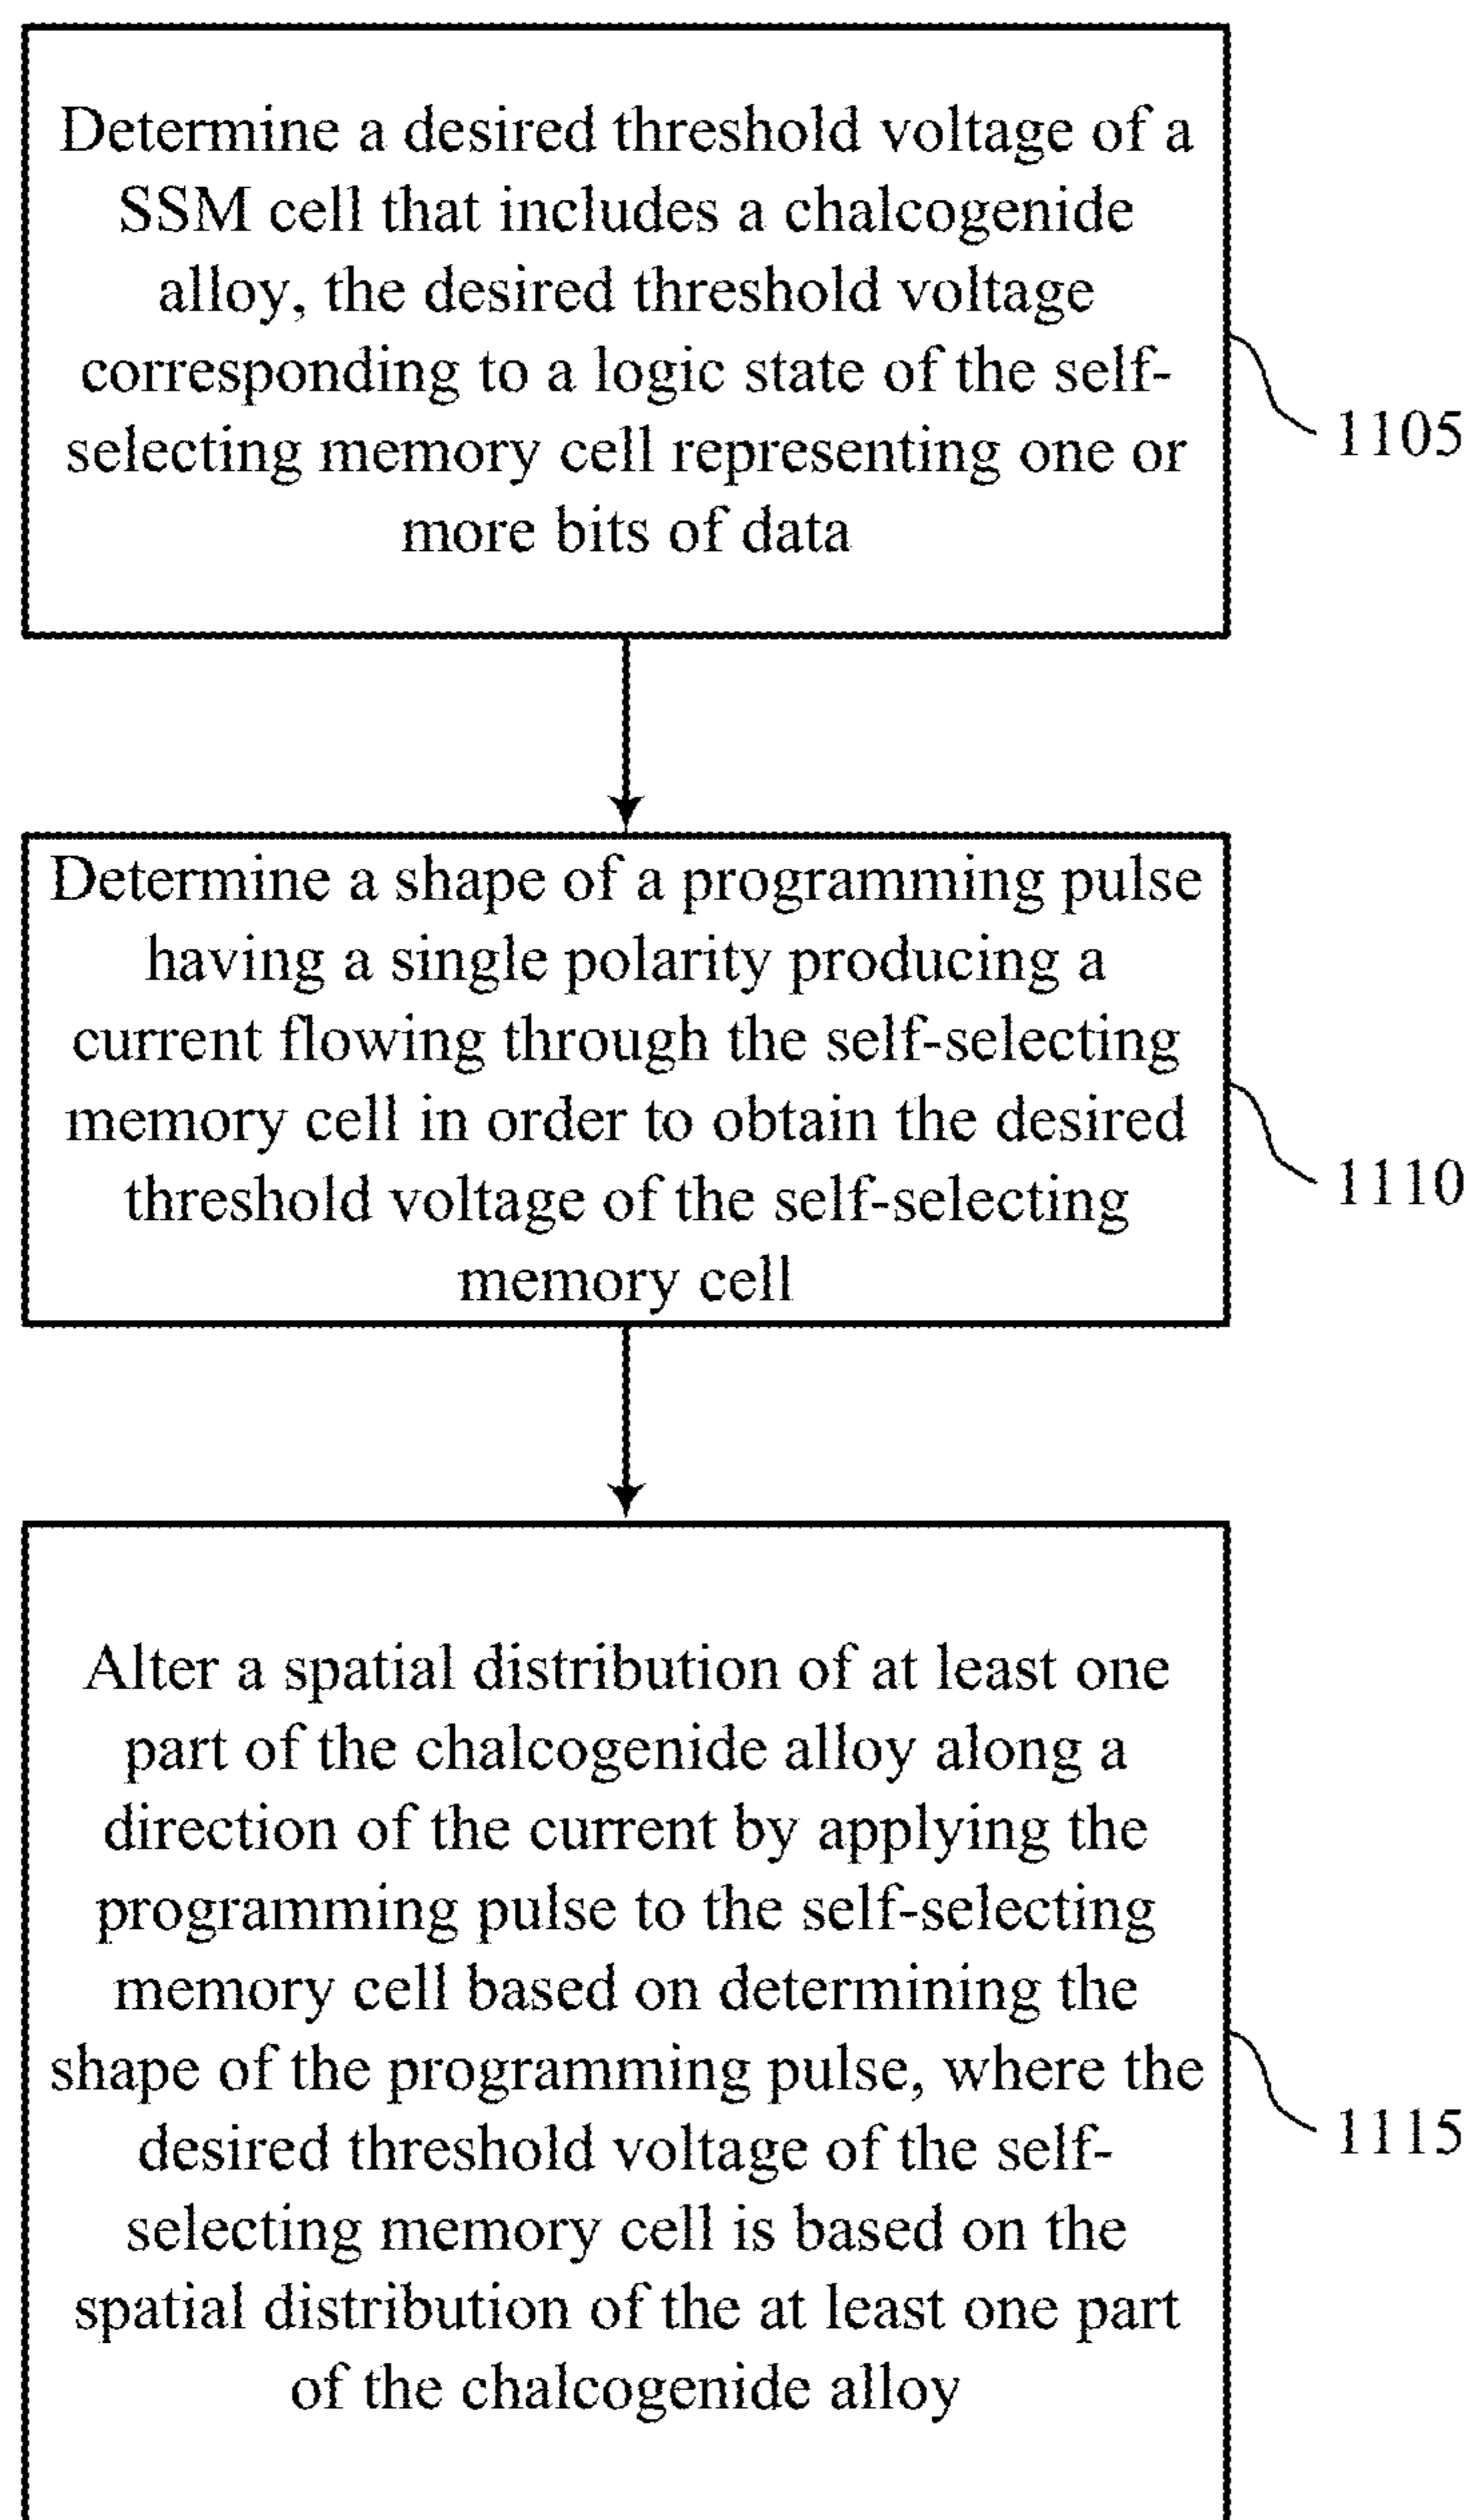 Determine a desired threshold voltage of a
SSM cell that includes a chalcogenide
alloy, the desired threshold voltage
corresponding to a logic state of the self-
selecting memory cell representing one or
more bits of data
1105
Determine a shape of a programming pulse
having a single polarity producing a
current flowing through the self-selecting
memory cell in order to obtain the desired
threshold voltage of the self-selecting
memory cell
1110
Alter a spatial distribution of at least one
part of the chalcogenide alloy along a
direction of the current by applying the
programming pulse to the self-selecting
memory cell based on determining the
shape of the programming pulse, where the
desired threshold voltage of the self-
selecting memory cell is based on the
spatial distribution of the at least one part
of the chalcogenide alloy
1115